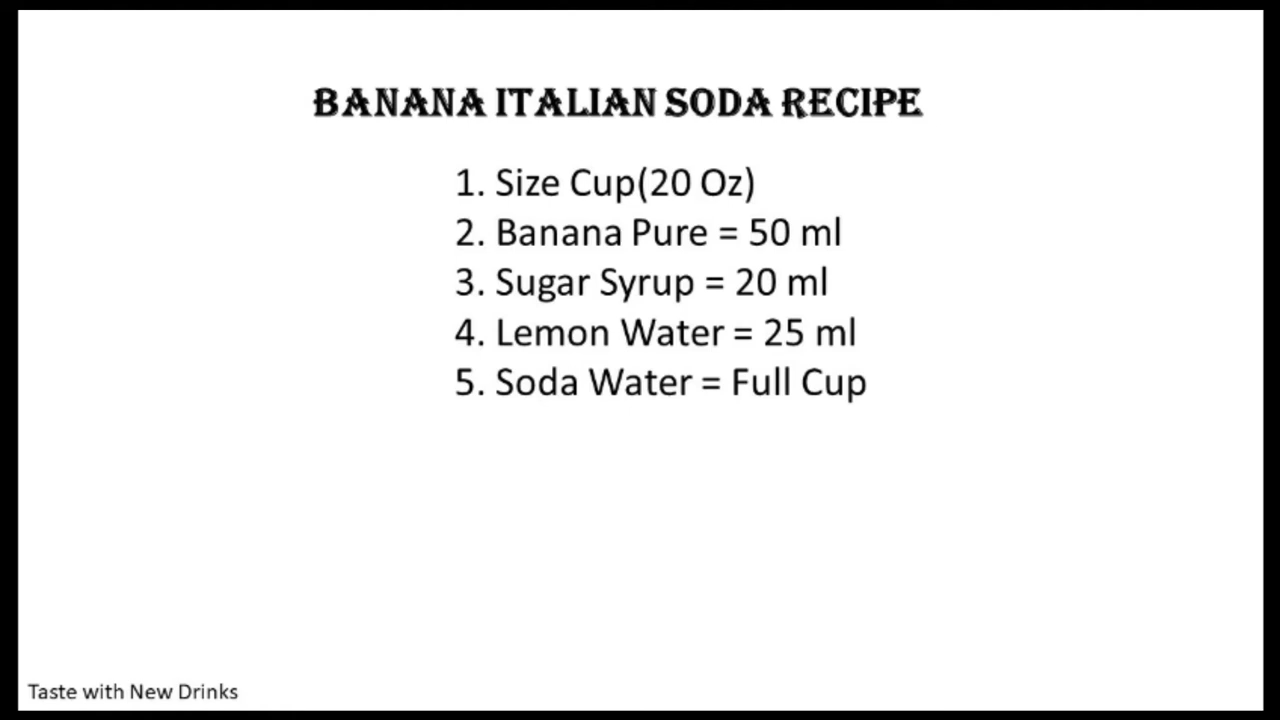 BANANA ITALIAN SODA RECIPE
1. Size Cup(20 Oz)
2. Banana Pure = 50 ml
3. Sugar Syrup = 20 ml
4. Lemon Water = 25 ml
5. Soda Water = Full Cup
Taste with New Drinks